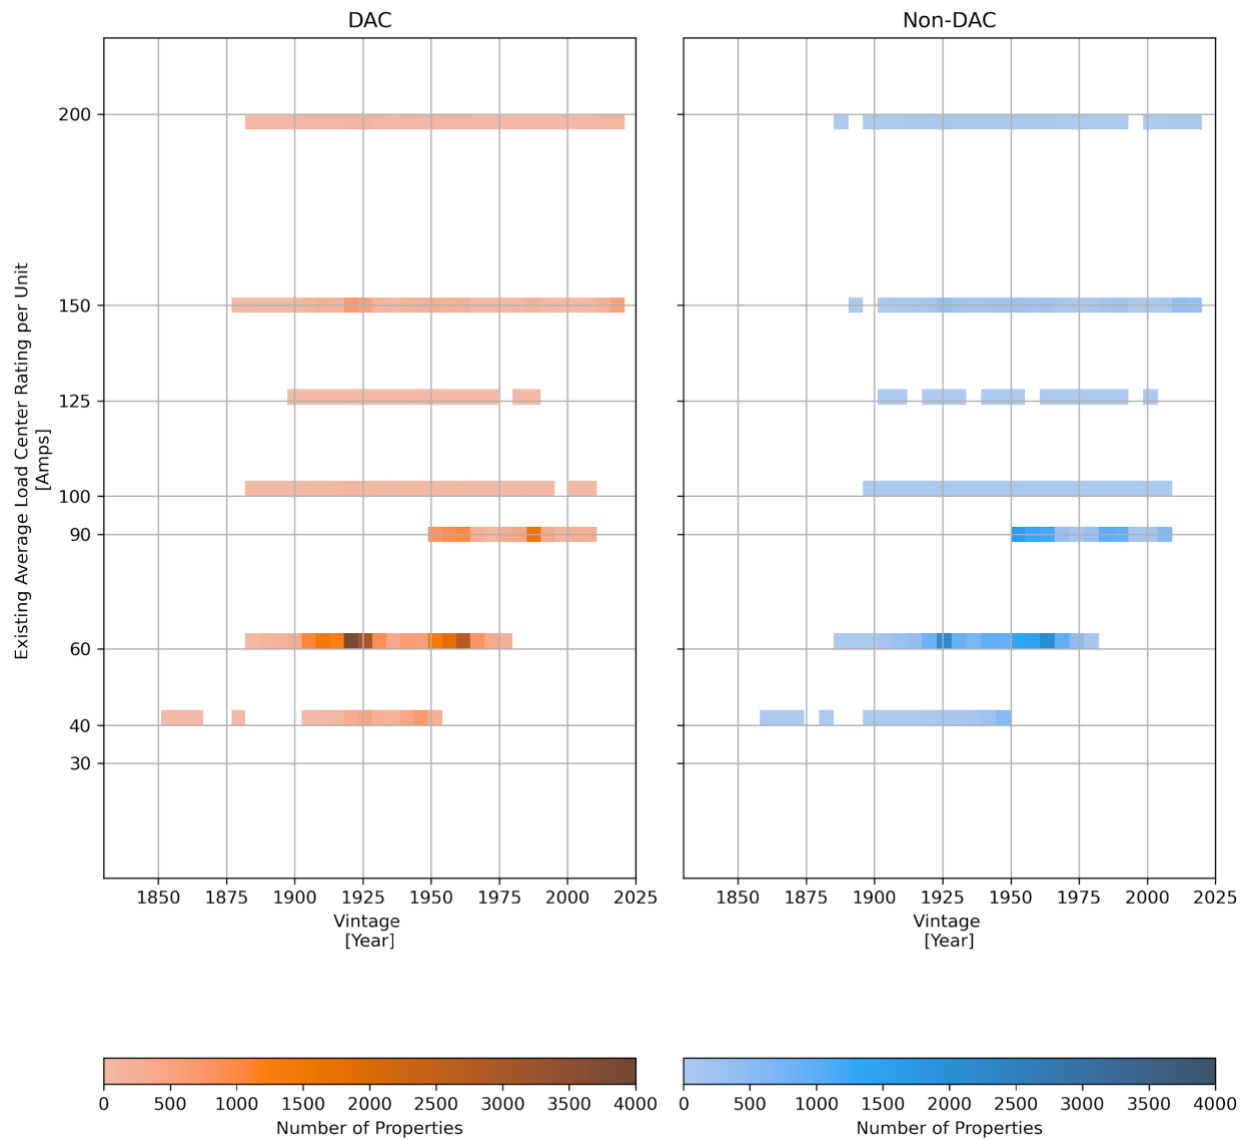 DAC
Non-DAC
Existing Average Load Center Rating per Unit
[Amps]
200
150
125
100
90
60
40
30
1850 1875 1900 1925 1950 1975 2000 2025
Vintage
[Year]
1850 1875 1900 1925 1950 1975 2000 2025
Vintage
[Year]
0 500 1000 1500 2000 2500 3000 3500 4000
Number of Properties
0 500 1000 1500 2000 2500 3000 3500 4000
Number of Properties